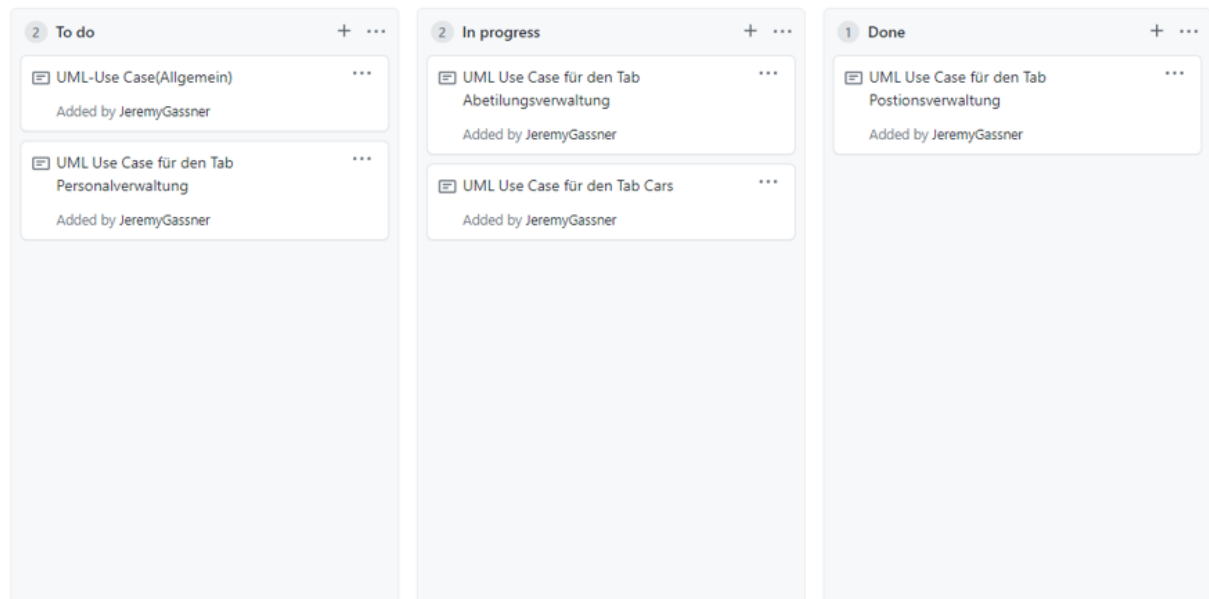 2 To do
UML-Use Case(Allgemein)
Added by JeremyGassner
UML Use Case für den Tab
Personalverwaltung
Added by JeremyGassner
2 In progress
UML Use Case für den Tab
Abetilungsverwaltung
Added by JeremyGassner
UML Use Case für den Tab Cars
Added by JeremyGassner
1 Done
UML Use Case für den Tab
Postionsverwaltung
Added by JeremyGassner